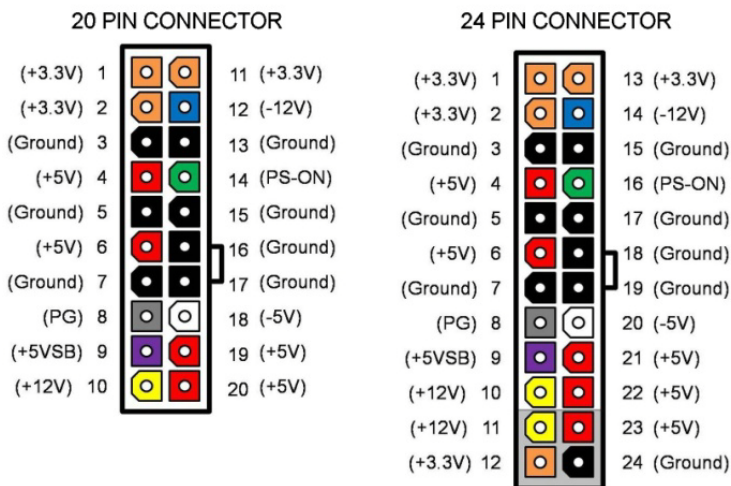 20 PIN CONNECTOR
(+3.3V) 1 11 (+3.3V)
(+3.3V) 2 12 (-12V)
(Ground) 3 13 (Ground)
(+5V) 4 14 (PS-ON)
(Ground) 5 15 (Ground)
(+5V) 6 16 (Ground)
(Ground) 7 17 (Ground)
(PG) 8 18 (-5V)
(+5VSB) 9 19 (+5V)
(+12V) 10 20 (+5V)
24 PIN CONNECTOR
(+3.3V) 1 13 (+3.3V)
(+3.3V) 2 14 (-12V)
(Ground) 3 15 (Ground)
(+5V) 4 16 (PS-ON)
(Ground) 5 17 (Ground)
(+5V) 6 18 (Ground)
(Ground) 7 19 (Ground)
(PG) 8 20 (-5V)
(+5VSB) 9 21 (+5V)
(+12V) 10 22 (+5V)
(+12V) 11 23 (+5V)
(+3.3V) 12 24 (Ground)